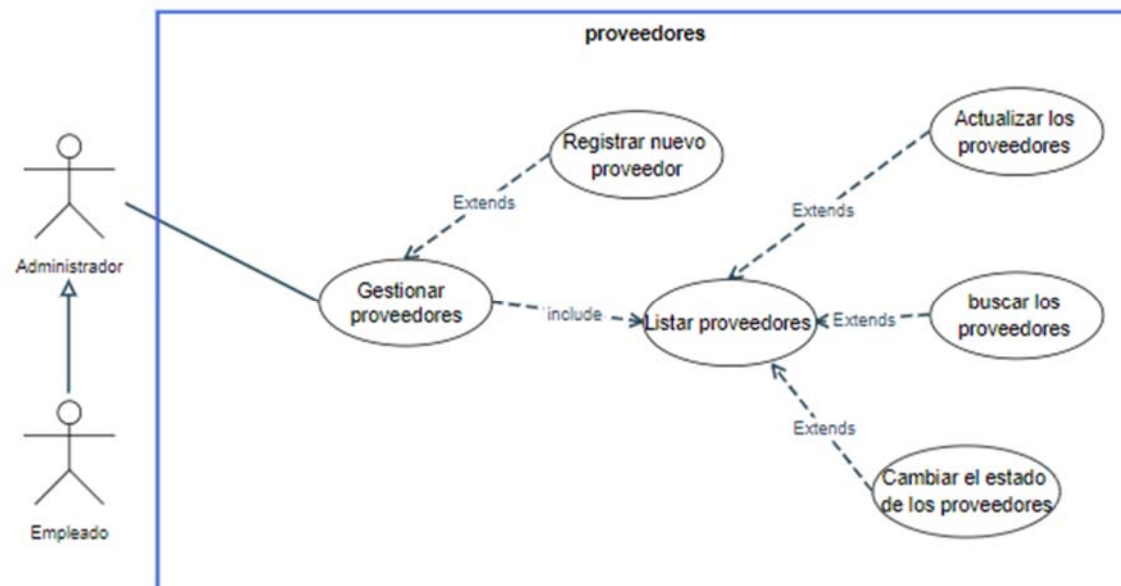 proveedores
Registrar nuevo
proveedor
Actualizar los
proveedores
Extends
Extends
Administrador
Gestionar
proveedores
include
Listar proveedores
Extends
buscar los
proveedores
Extends
Cambiar el estado
de los proveedores
Empleado